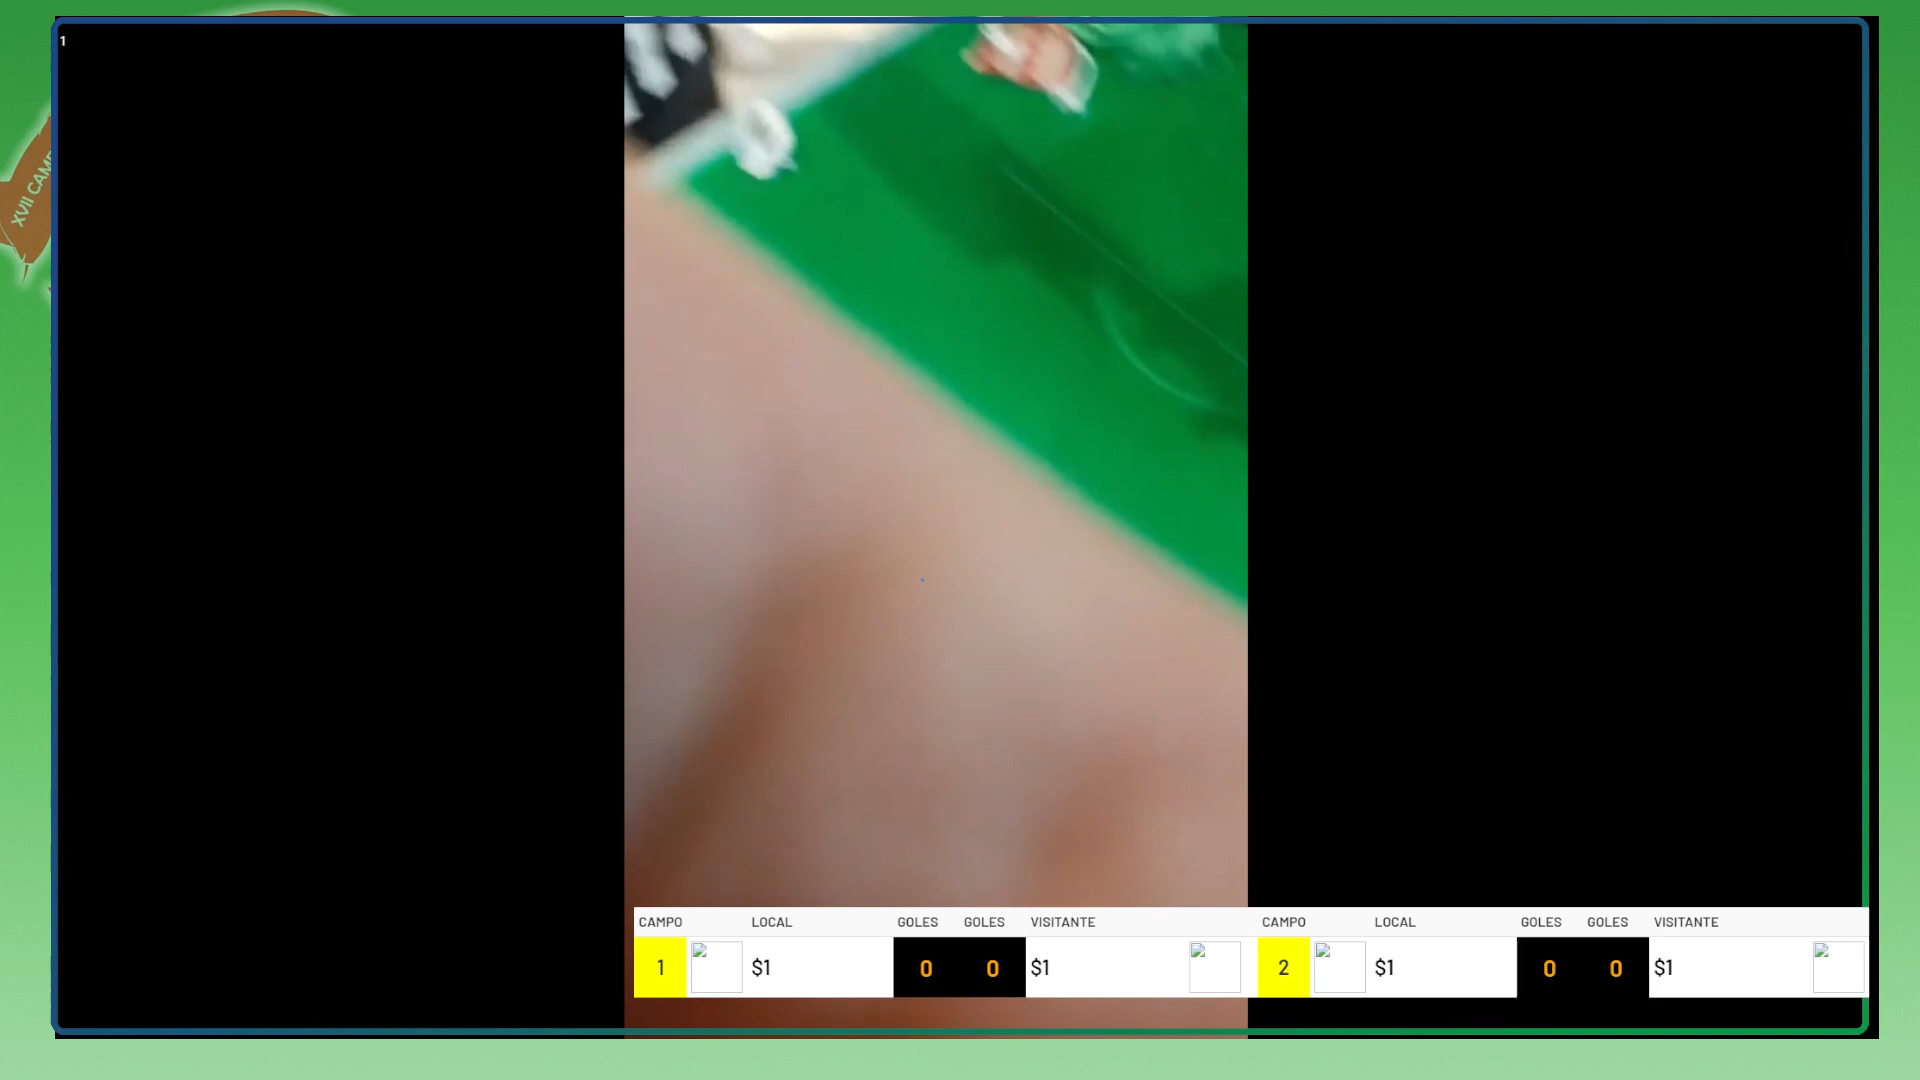 1
XVII CAM
CAMPO LOCAL GOLES GOLES VISITANTE CAMPO LOCAL GOLES GOLES VISITANTE
1 $1 0 0 $1 2 $1 0 0 $1